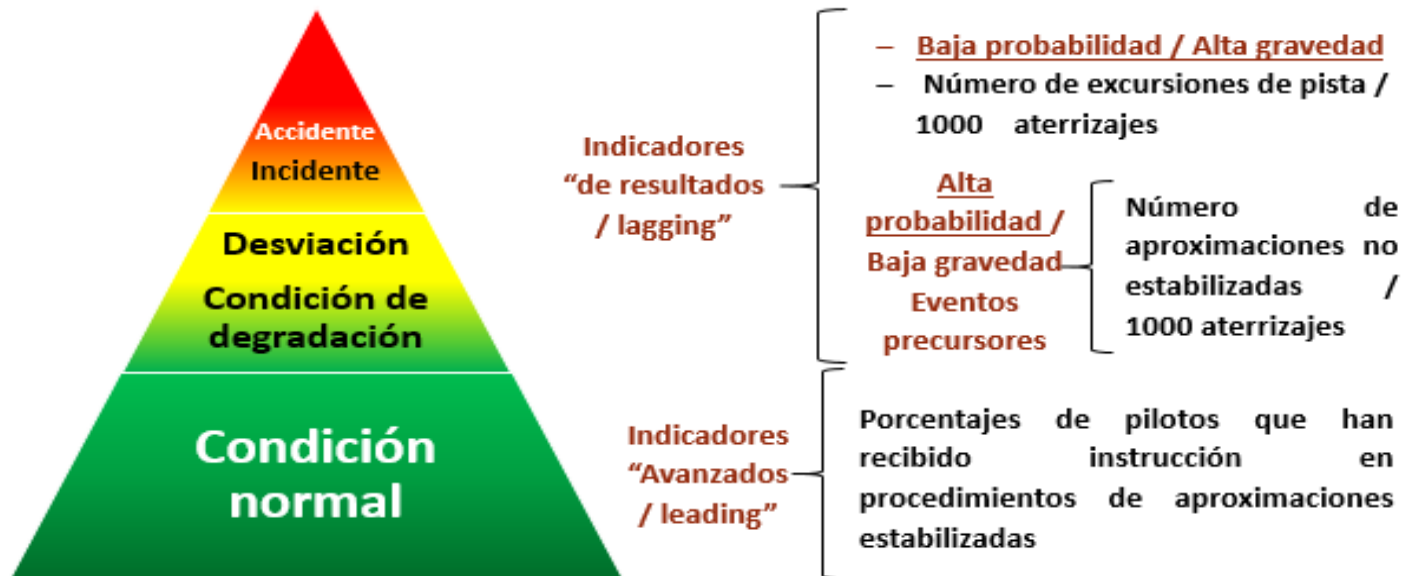 Accidente
Incidente
Desviación
Condición de
degradación
Condición
normal
Indicadores
“de resultados
/ lagging”
– Baja probabilidad / Alta gravedad
– Número de excursiones de pista /
1000 aterrizajes
Alta
probabilidad /
Baja gravedad
Eventos
precursores
Número de
aproximaciones no
estabilizadas /
1000 aterrizajes
Indicadores
“Avanzados
/ leading”
Porcentajes de pilotos que han
recibido instrucción en
procedimientos de aproximaciones
estabilizadas